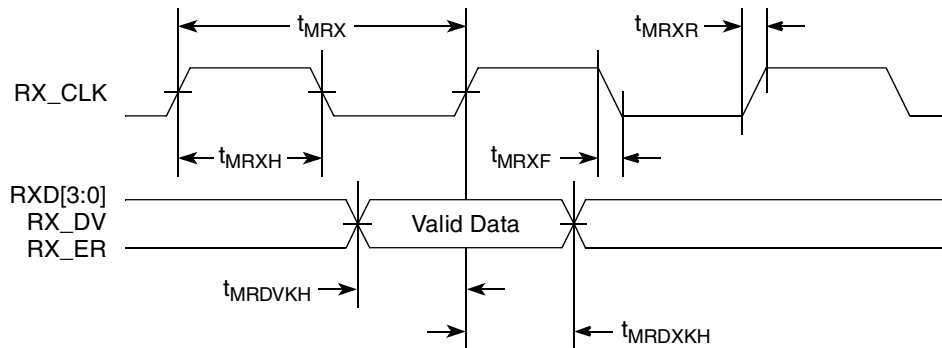 tMRX
tMRXR
RX_CLK
tMRXH
tMRXF
RXD[3:0]
RX_DV
Valid Data
RX_ER
tMRDVKH
tMRDXKH